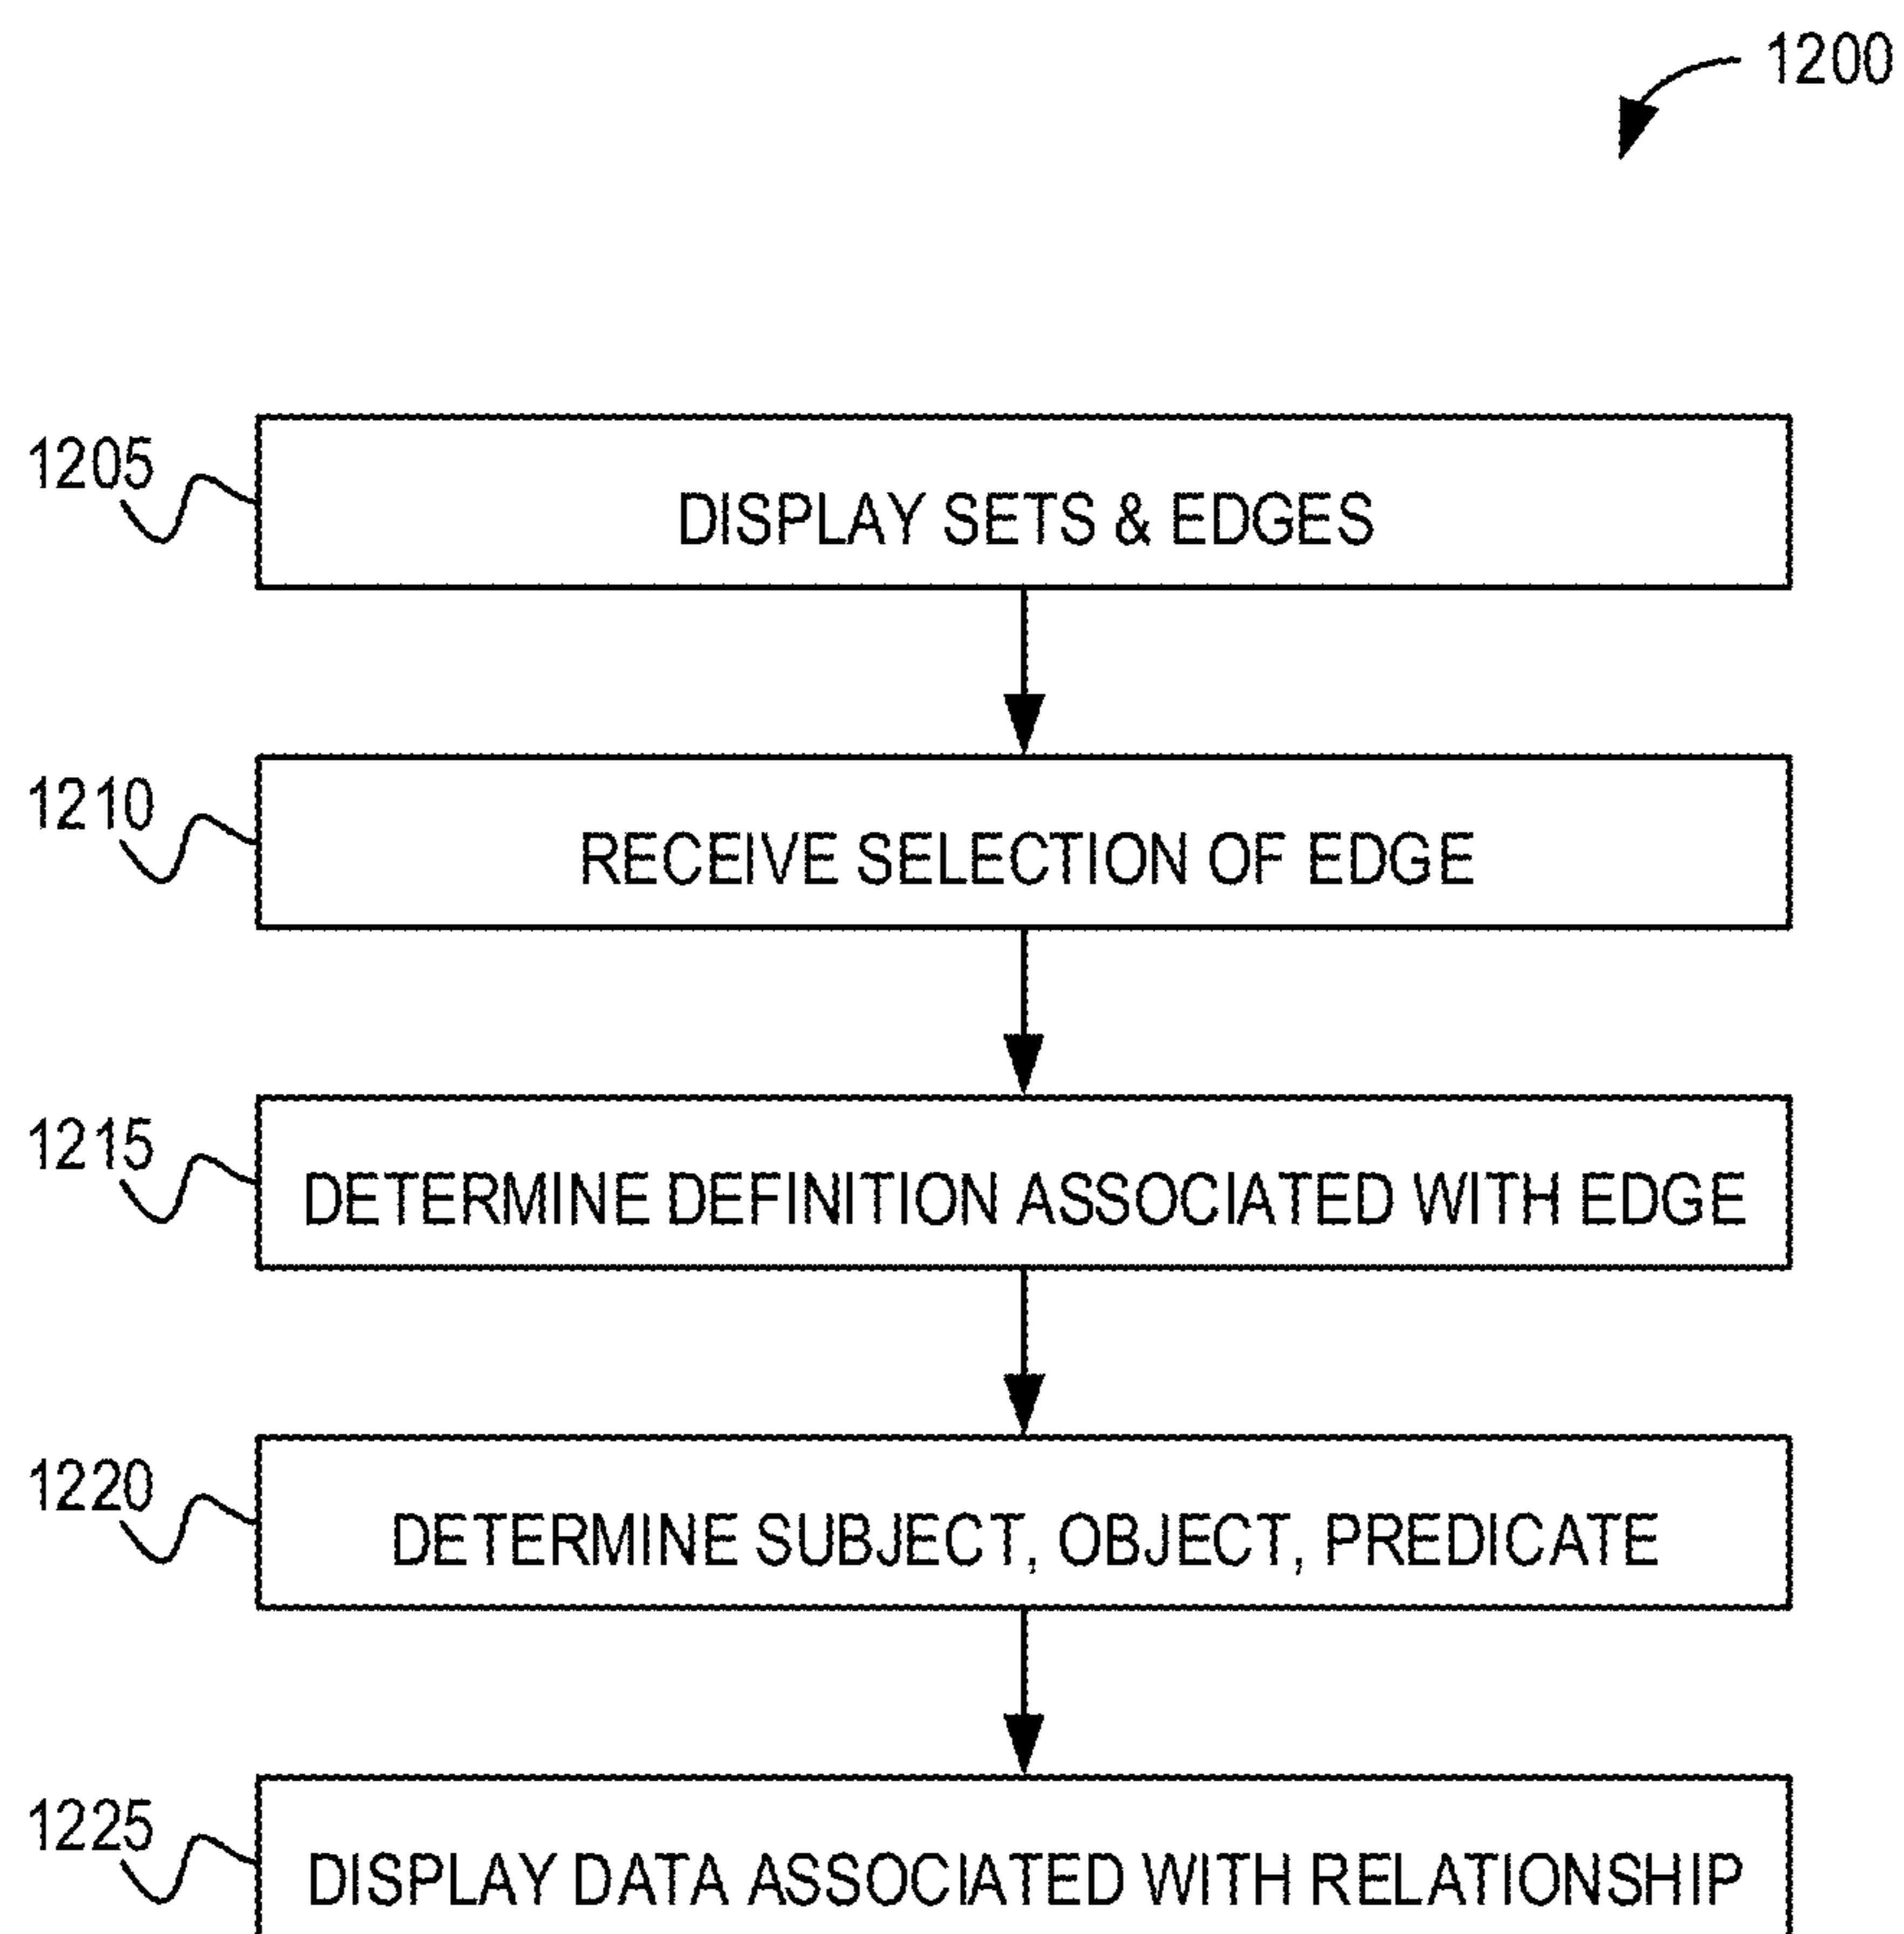 1200
1205
DISPLAY SETS & EDGES
1210
RECEIVE SELECTION OF EDGE
1215
DETERMINE DEFINITION ASSOCIATED WITH EDGE
1220
DETERMINE SUBJECT, OBJECT, PREDICATE
1225
DISPLAY DATA ASSOCIATED WITH RELATIONSHIP